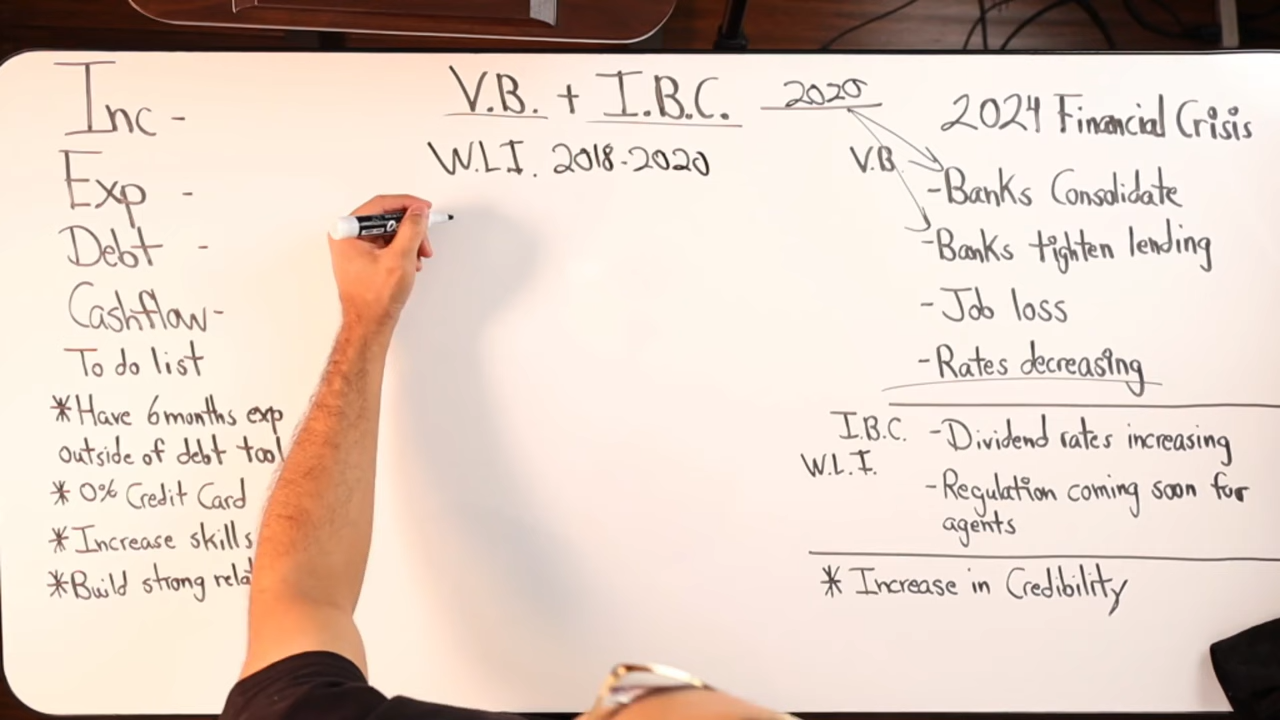 Inc -
Exp -
Debt -
Cashflow-
To do list
*Have 6 months exp
outside of debt tool
* 0% Credit Card
*Increase skills
*Build strong
V.B. + I.B.C.
W.L.I. 2018-2020
2020
V.B.
2024 Financial Crisis
-Banks Consolidate
-Banks tighten lending
-Job loss
-Rates decreasing
I.B.C. -Dividend rates increasing
W.L.I.
-Regulation coming soon for
agents
* Increase in Credibility